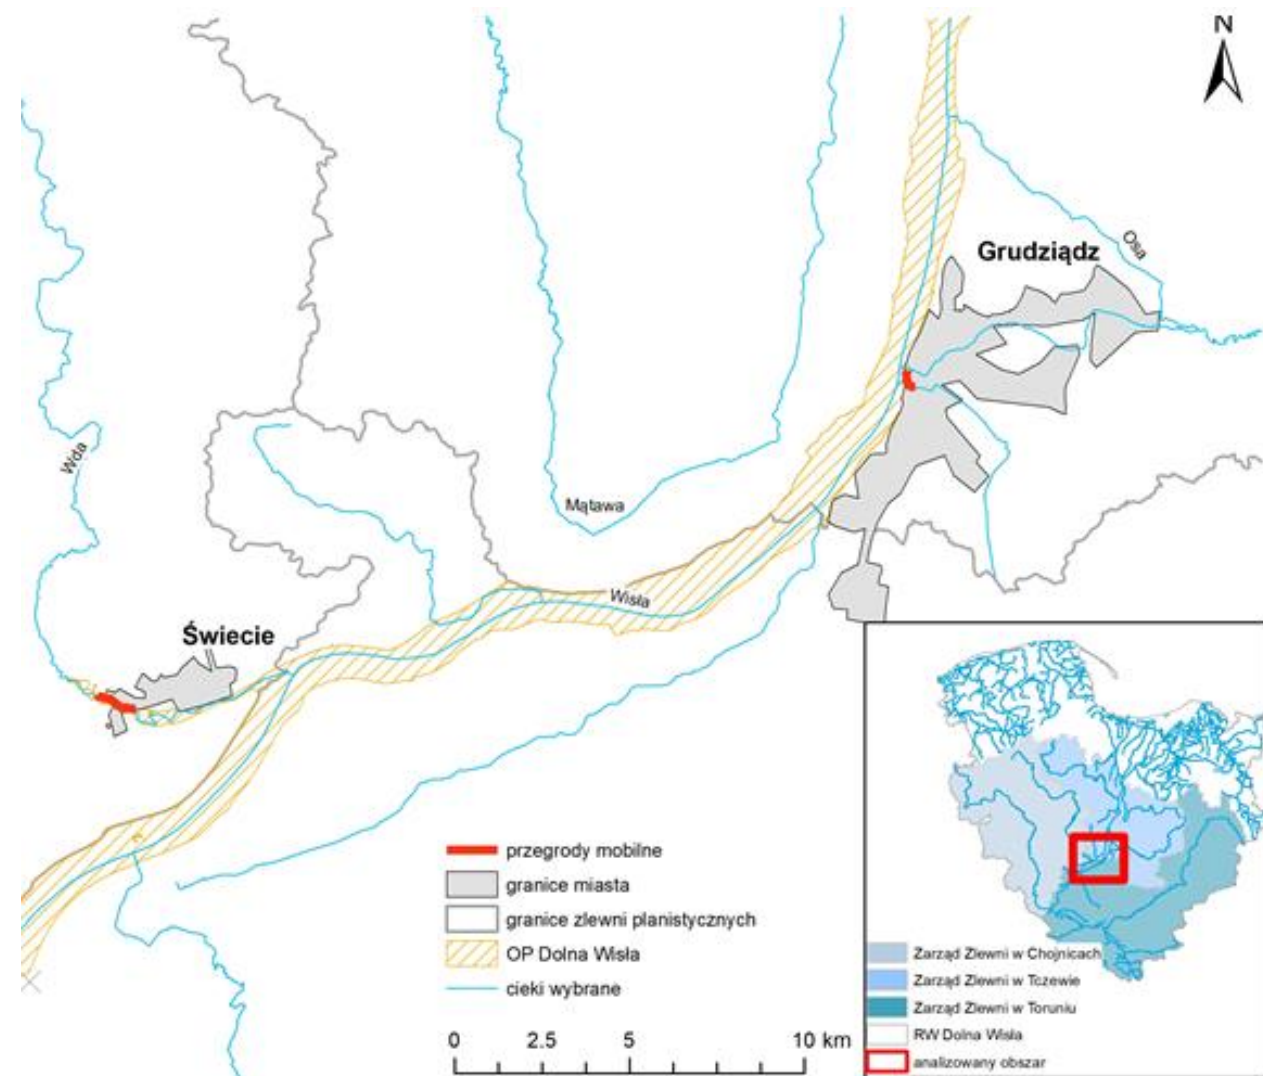 N
Grudziądz
Osa
Wda
Mątawa
Wisła
Świecie
przegrody mobilne
granice miasta
granice zlewni planistycznych
OP Dolna Wisła
cieki wybrane
0 2.5 5 10 km
Zarząd Zlewni w Chojnicach
Zarząd Zlewni w Tczewie
Zarząd Zlewni w Toruniu
RW Dolna Wisła
analizowany obszar